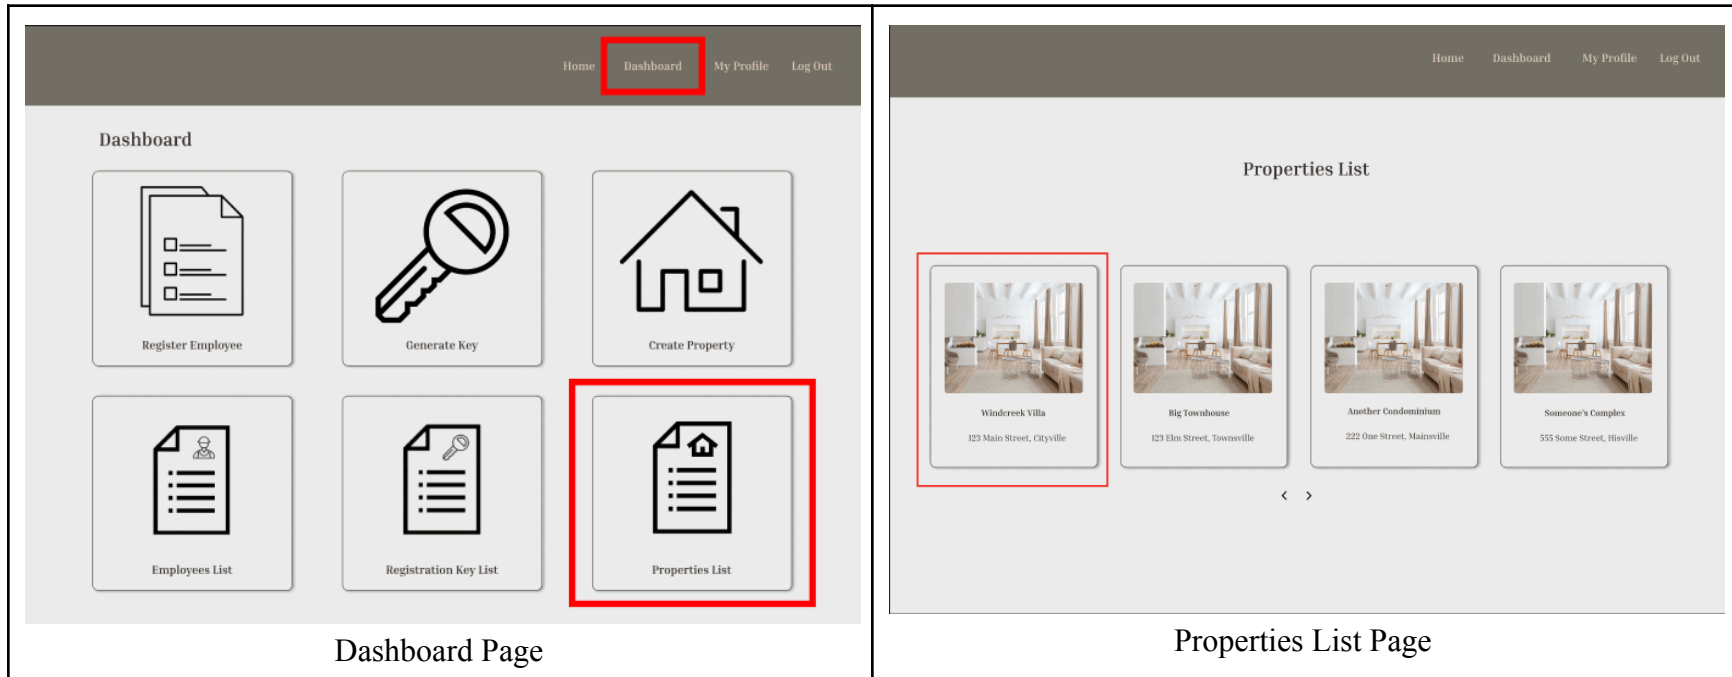 Home Dashboard My Profile Log Out
Dashboard
Register Employee Generate Key Create Property
Employees List Registration Key List Properties List
Dashboard Page
Home Dashboard My Profile Log Out
Properties List
Windcreek Villa Big Townhouse Another Condominium Someone's Complex
123 Main Street, Cityville 123 Elm Street, Townsville 222 One Street, Mainsville 555 Some Street, Hisville
< >
Properties List Page